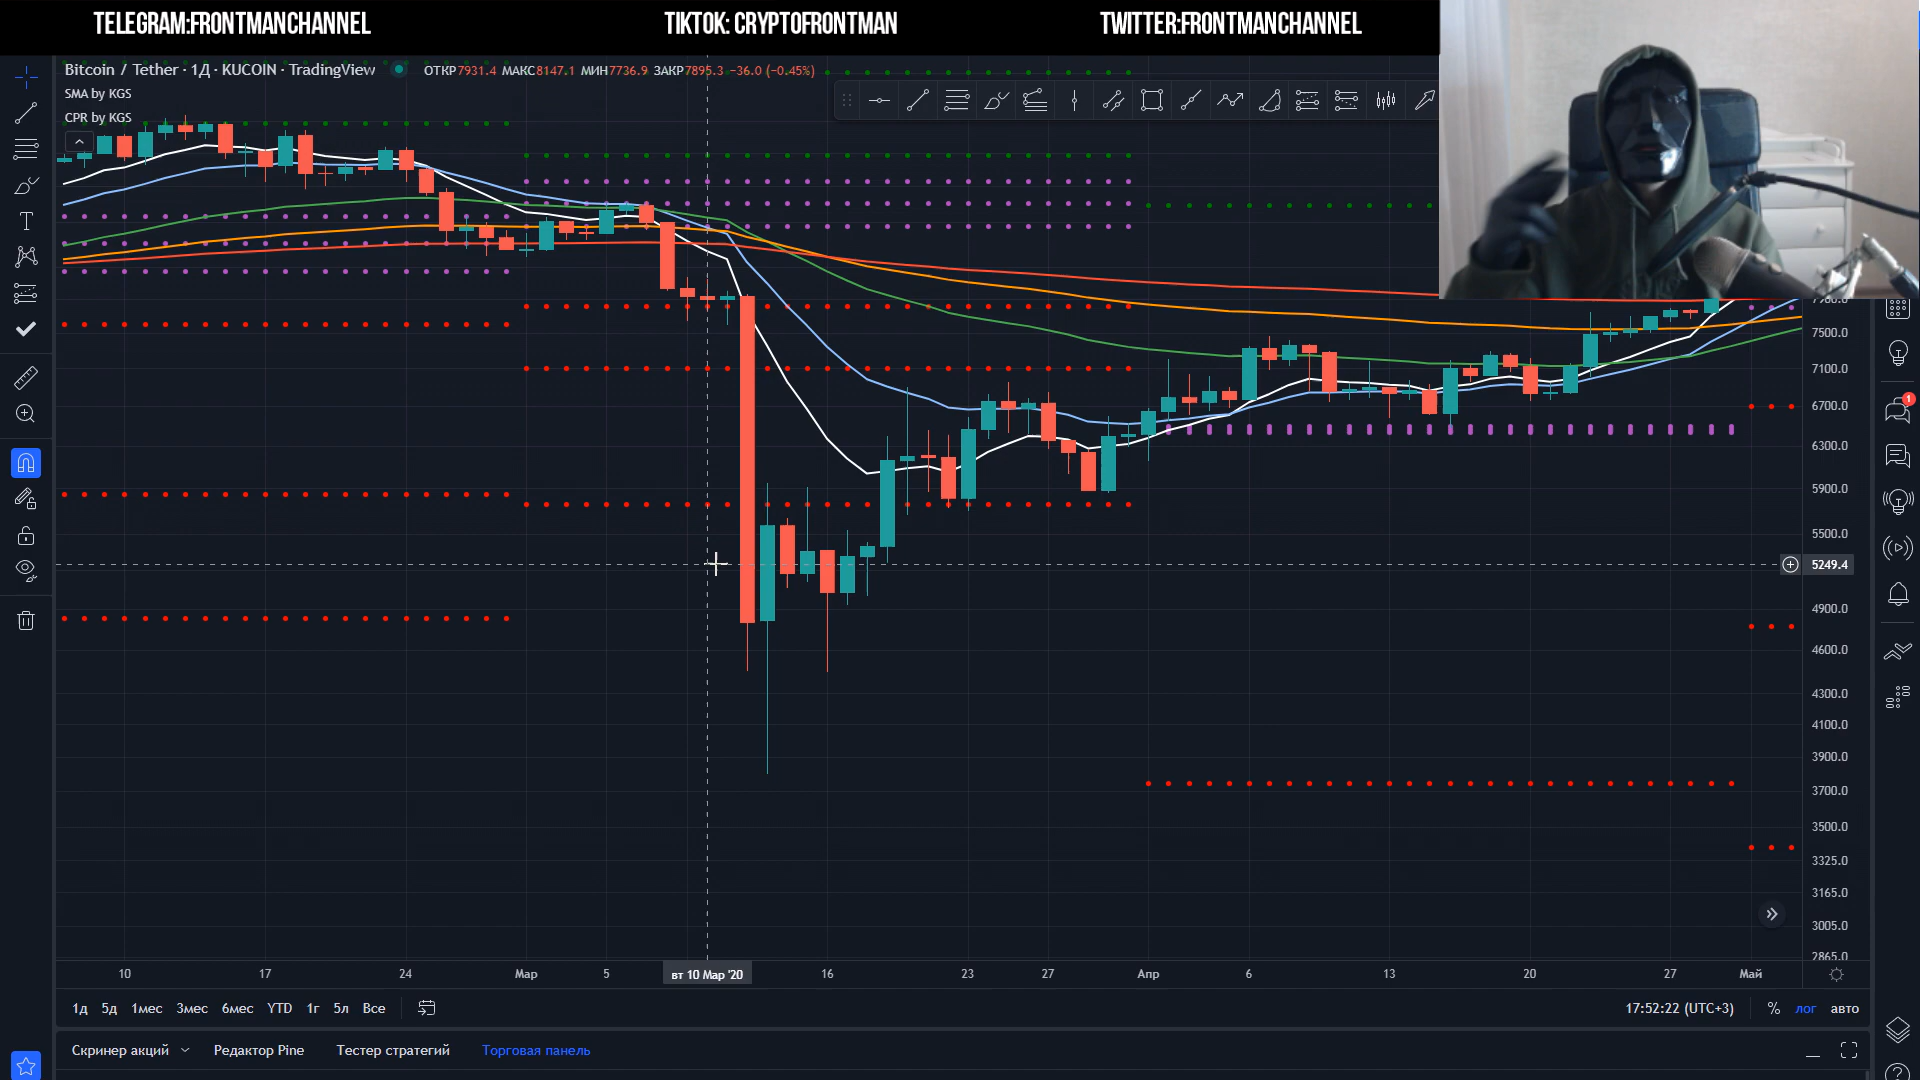 TELEGRAM:FRONTMANCHANNEL
TIKTOK: CRYPTOFRONTMAN
TWITTER:FRONTMANCHANNEL
Bitcoin / Tether · 1Д · KUCOIN · TradingView
ОТКР7931.4 МАКС8147.1 МИН7736.9 ЗАКР7895.3 −36.0 (−0.45%)
SMA by KGS
CPR by KGS
7500.0
7100.0
6700.0
6300.0
5900.0
5500.0
5249.4
4900.0
4600.0
4300.0
4100.0
3900.0
3700.0
3500.0
3325.0
3165.0
3005.0
2865.0
1
10
17
24
Мар
5
вт 10 Мар '20
16
23
27
Апр
6
13
20
27
Май
1д 5д 1мес 3мес 6мес YTD 1г 5л Все
17:52:22 (UTC+3)
% лог авто
Скринер акций
Редактор Pine
Тестер стратегий
Торговая панель